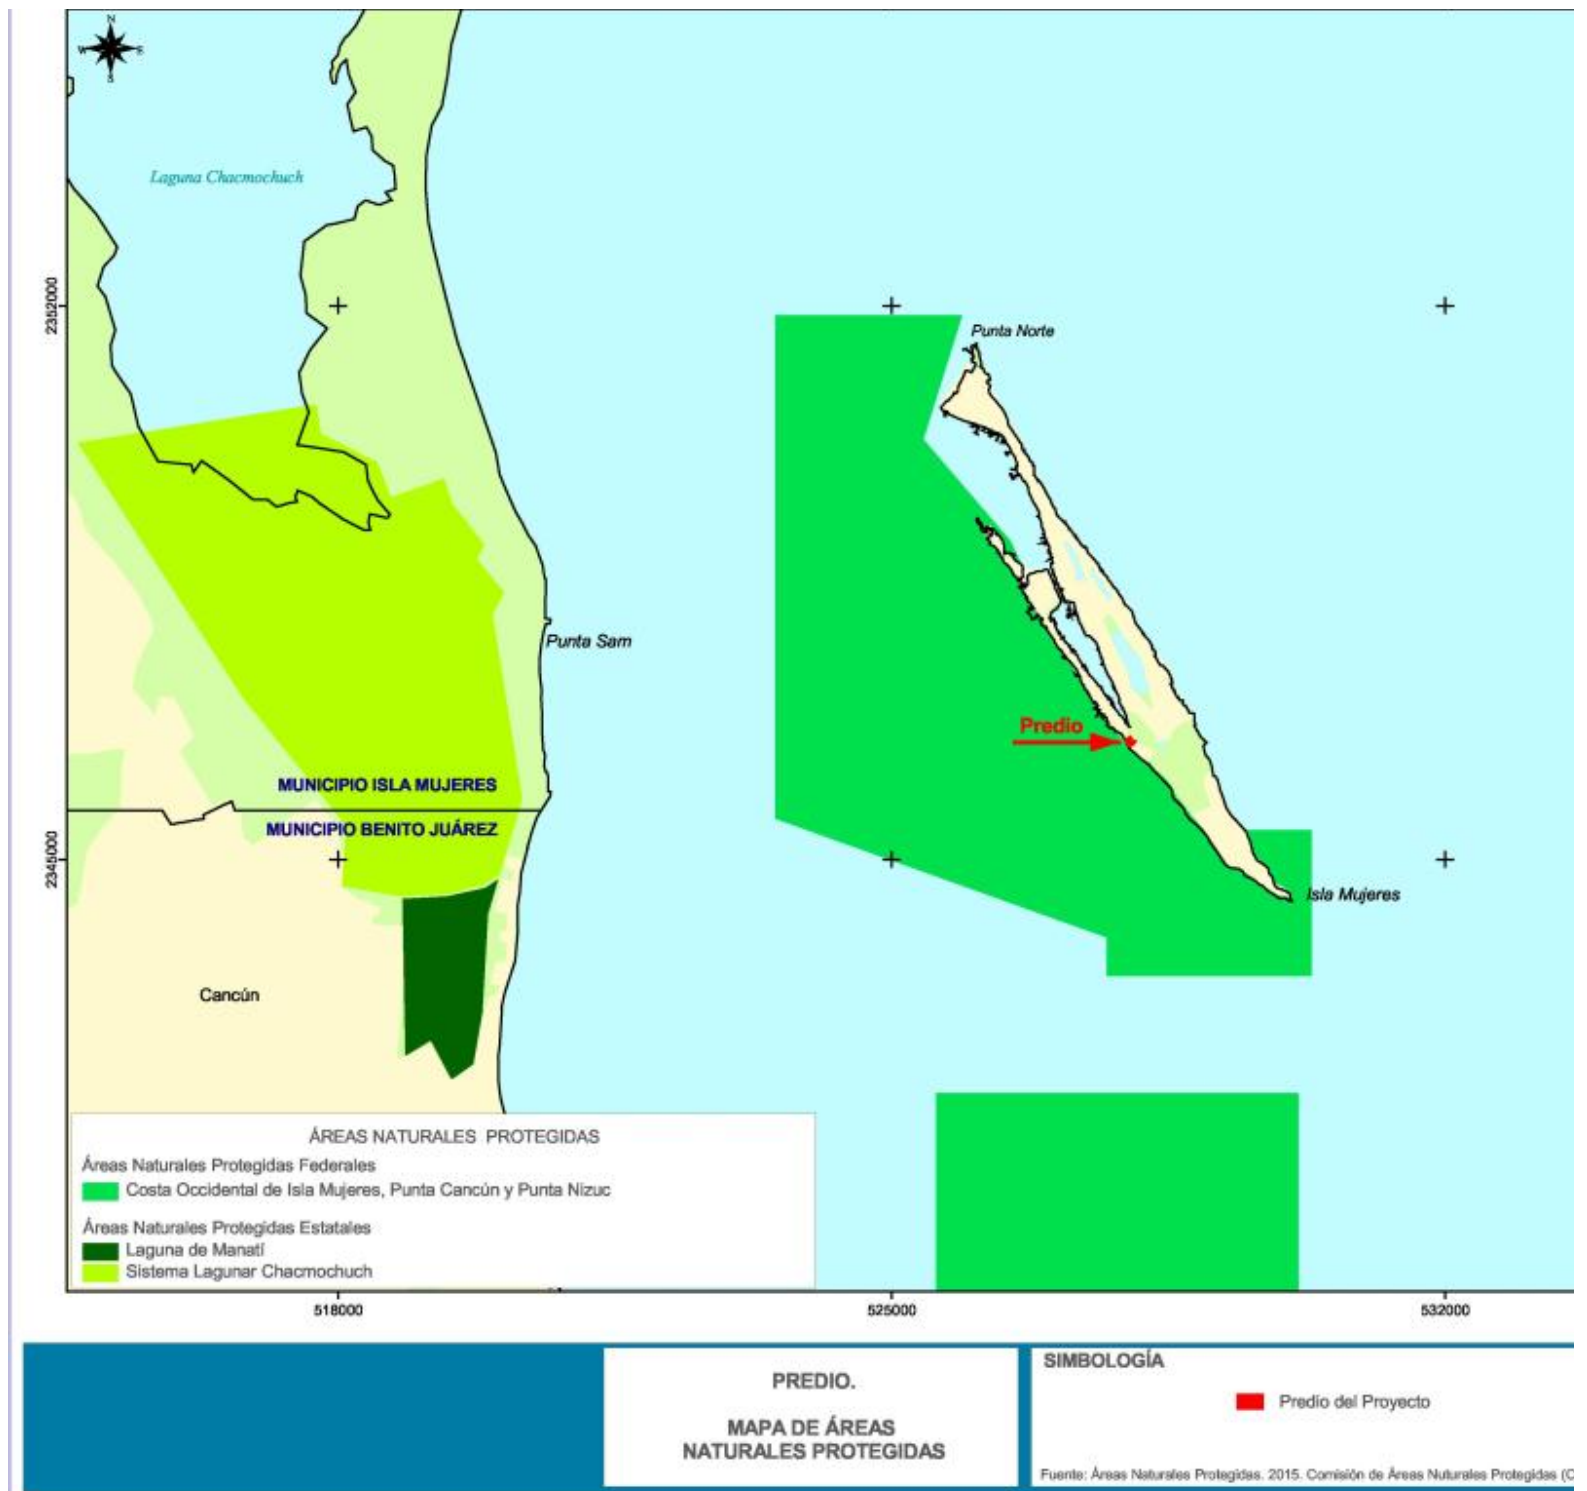 N
W E
S
Laguna Chacmochuch
2352000
Punta Norte
Punta Sam
Predio
MUNICIPIO ISLA MUJERES
MUNICIPIO BENITO JUÁREZ
2345000
Isla Mujeres
Cancún
ÁREAS NATURALES PROTEGIDAS
Áreas Naturales Protegidas Federales
Costa Occidental de Isla Mujeres, Punta Cancún y Punta Nizuc
Áreas Naturales Protegidas Estatales
Laguna de Manatí
Sistema Lagunar Chacmochuch
518000 525000 532000
PREDIO.
MAPA DE ÁREAS
NATURALES PROTEGIDAS
SIMBOLOGÍA
Predio del Proyecto
Fuente: Áreas Naturales Protegidas. 2015. Comisión de Áreas Nuturales Protegidas (C